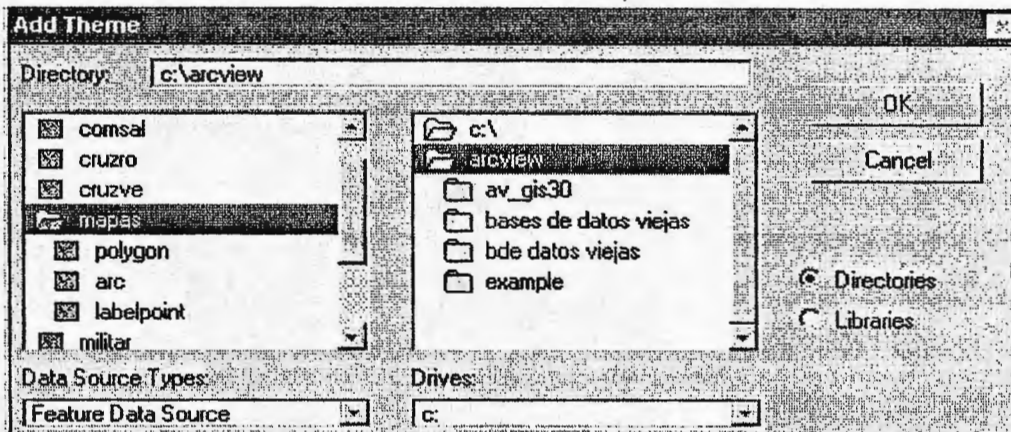 Add Theme
Directory: c:\arcview
OK
Cancel
comsal
cruzro
cruzve
mapas
polygon
arc
labelpoint
militar
c:\
arcview
av_gis30
bases de datos viejas
bde datos viejas
example
Directories
Libraries
Data Source Types:
Feature Data Source
Drives:
c: